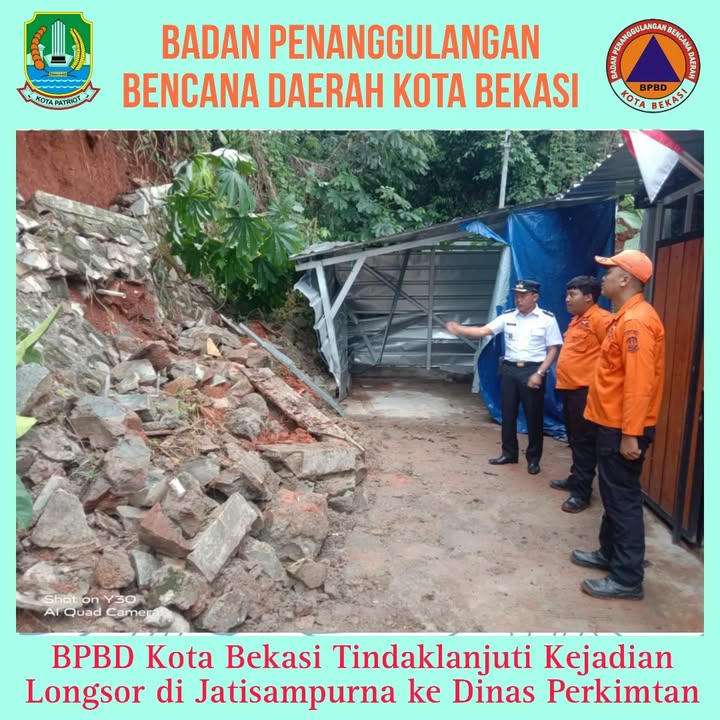 BADAN PENANGGULANGAN
BENCANA DAERAH KOTA BEKASI
KOTA PATRIOT
BADAN PENANGGULANGAN BENCANA DAERAH
BPBD
KOTA BEKASI
Shot on Y30
AI Quad Camera
BPBD Kota Bekasi Tindaklanjuti Kejadian
Longsor di Jatisampurna ke Dinas Perkimtan